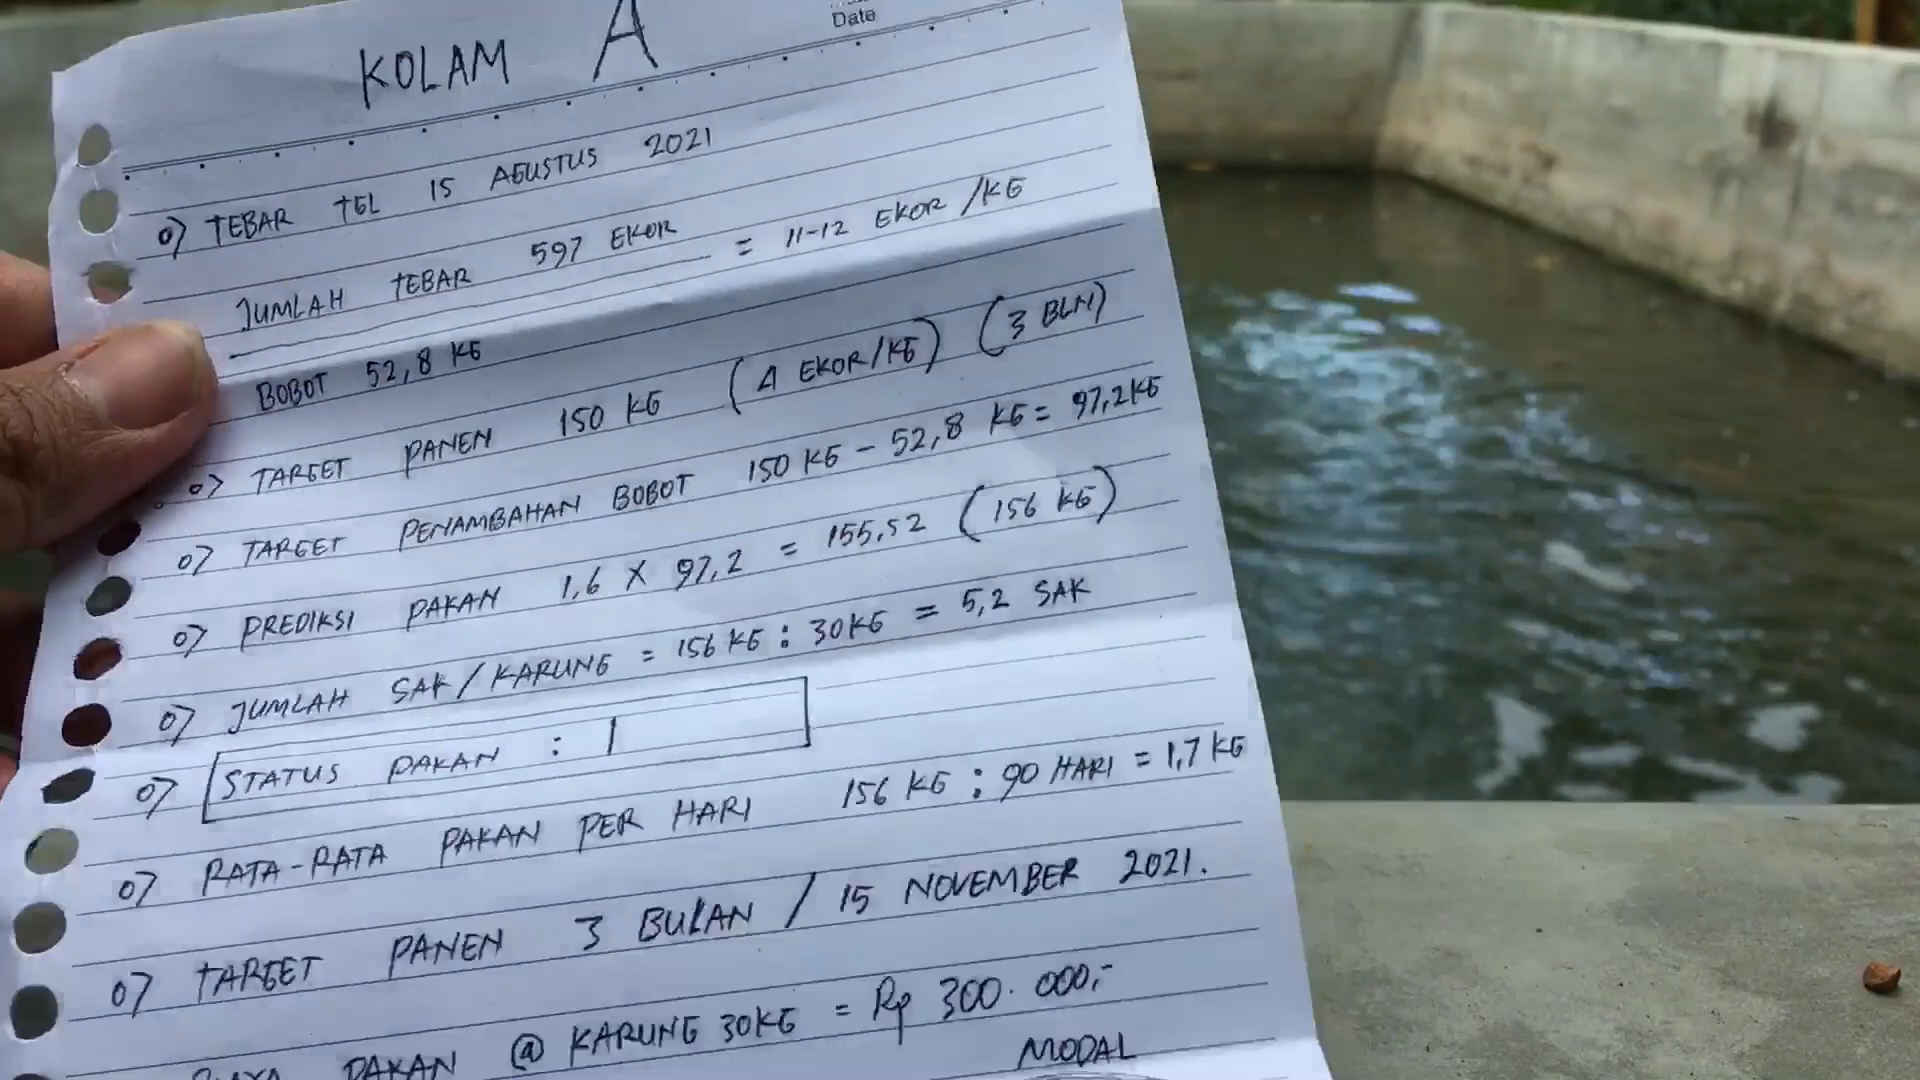 Date
KOLAM A
o) TEBAR TGL 15 AGUSTUS 2021
JUMLAH TEBAR 597 EKOR = 11-12 EKOR /KG
BOBOT 52,8 KG
o) TARGET PANEN 150 KG (4 EKOR/KG) (3 BLN)
o) TARGET PENAMBAHAN BOBOT 150 KG - 52,8 KG = 97,2 KG
o) PREDIKSI PAKAN 1,6 X 97,2 = 155,52 (156 KG)
o) JUMLAH SAK/KARUNG = 156 KG : 30KG = 5,2 SAK
o) STATUS PAKAN : 1
o) RATA-RATA PAKAN PER HARI 156 KG : 90 HARI = 1,7 KG
o) TARGET PANEN 3 BULAN / 15 NOVEMBER 2021.
PAKAN @ KARUNG 30KG = Rp 300.000,-
MODAL